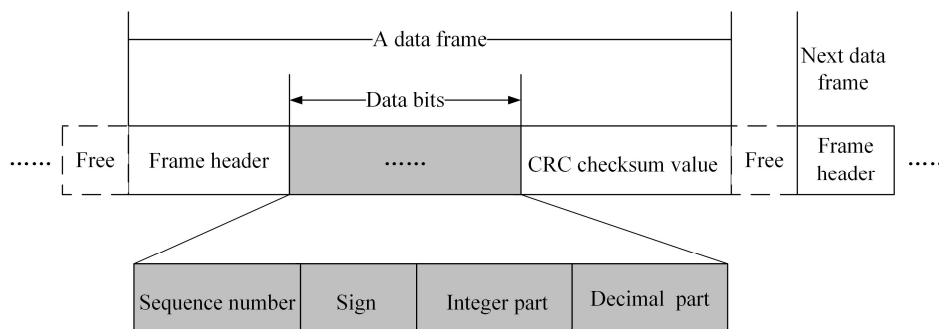 A data frame
Next data
frame
Data bits
...... Free Frame header ...... CRC checksum value Free Frame ......
header
Sequence number Sign Integer part Decimal part